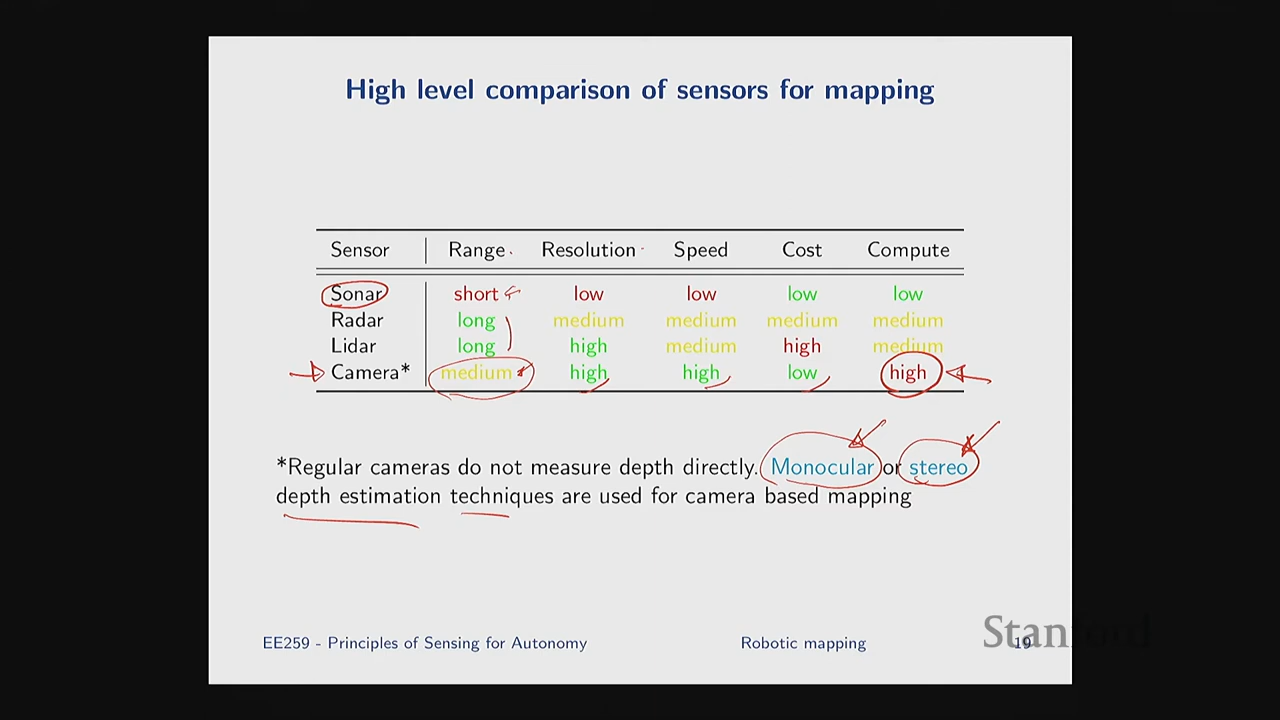 High level comparison of sensors for mapping
Sensor Range Resolution Speed Cost Compute
Sonar short low low low low
Radar long medium medium medium medium
Lidar long high medium high medium
Camera* medium high high low high
*Regular cameras do not measure depth directly. Monocular or stereo
depth estimation techniques are used for camera based mapping
EE259 - Principles of Sensing for Autonomy Robotic mapping 19
Stanford